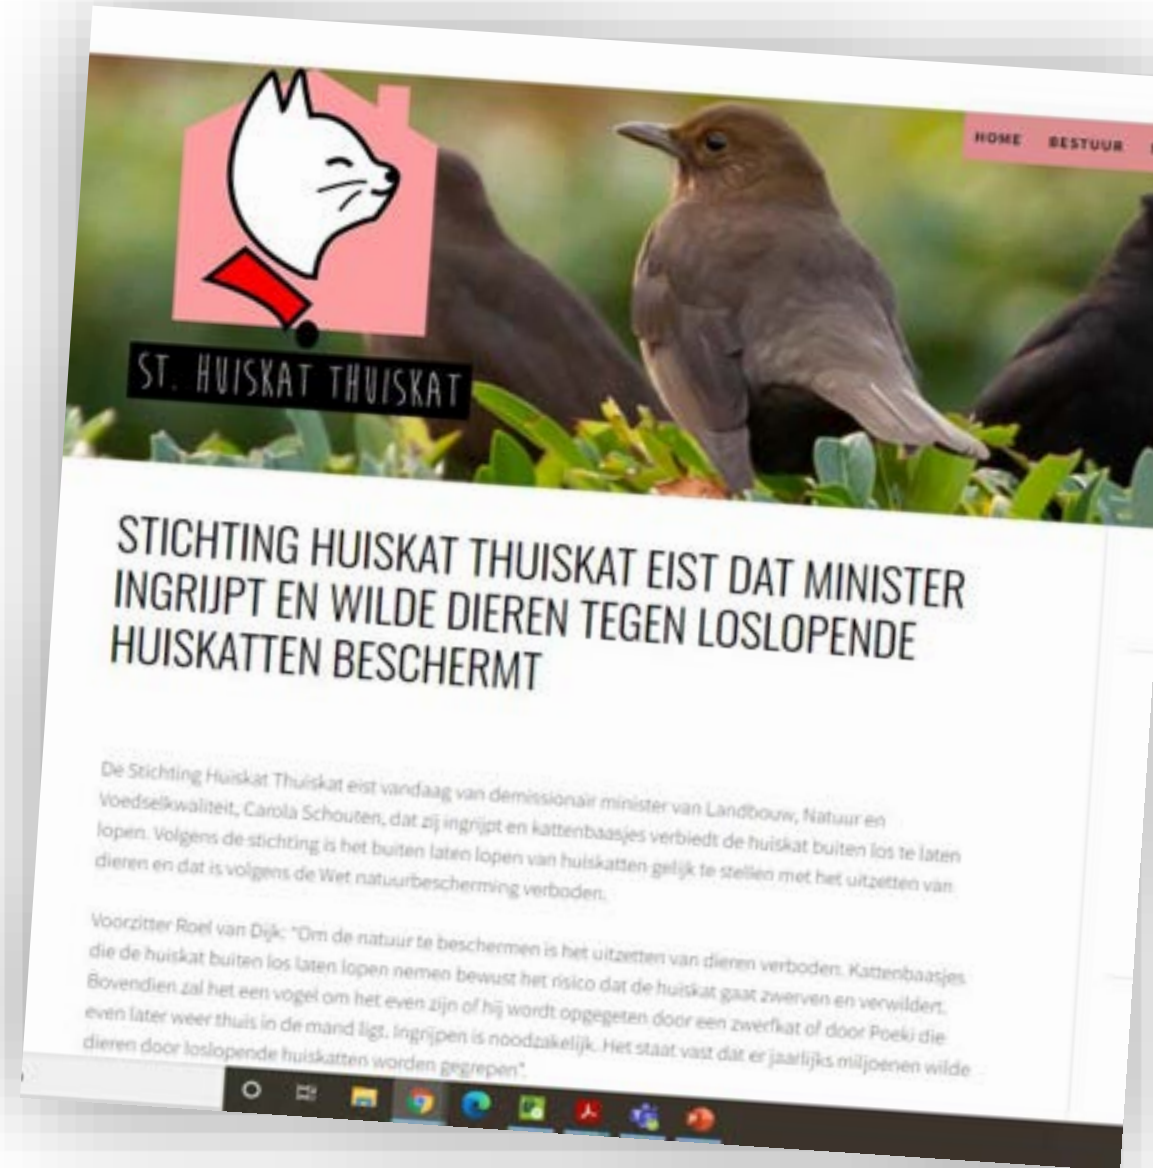 HOME BESTUUR
ST. HUISKAT THUISKAT
STICHTING HUISKAT THUISKAT EIST DAT MINISTER
INGRIJPT EN WILDE DIEREN TEGEN LOSLOPENDE
HUISKATTEN BESCHERMT
De Stichting Huiskat Thuiskat eist vandaag van demissionair minister van Landbouw, Natuur en
Voedselkwaliteit, Carola Schouten, dat zij ingrijpt en kattenbaasjes verbiedt de huiskat buiten los te laten
lopen. Volgens de stichting is het buiten laten lopen van huiskatten gelijk te stellen met het uitzetten van
dieren en dat is volgens de Wet natuurbescherming verboden.
Voorzitter Roel van Dijk: "Om de natuur te beschermen is het uitzetten van dieren verboden. Kattenbaasjes
die de huiskat buiten los laten lopen nemen bewust het risico dat de huiskat gaat zwerven en verwildert.
Bovendien zal het een vogel om het even zijn of hij wordt opgegeten door een zwerfkat of door Poeki die
even later weer thuis in de mand ligt. Ingrijpen is noodzakelijk. Het staat vast dat er jaarlijks miljoenen wilde
dieren door loslopende huiskatten worden gegrepen".